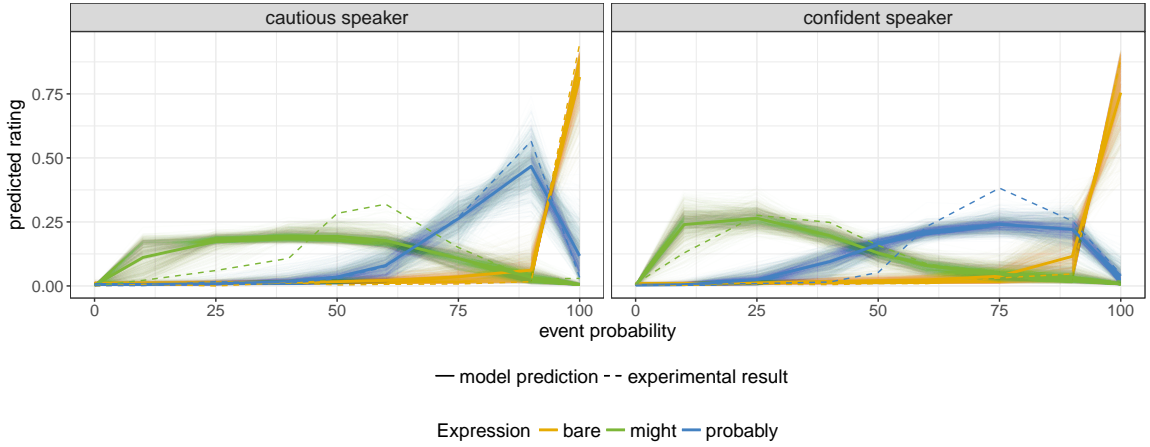 cautious speaker
confident speaker
predicted rating
0.75
0.50
0.25
0.00
0 25 50 75 100
0 25 50 75 100
event probability
model prediction experimental result
Expression bare might probably